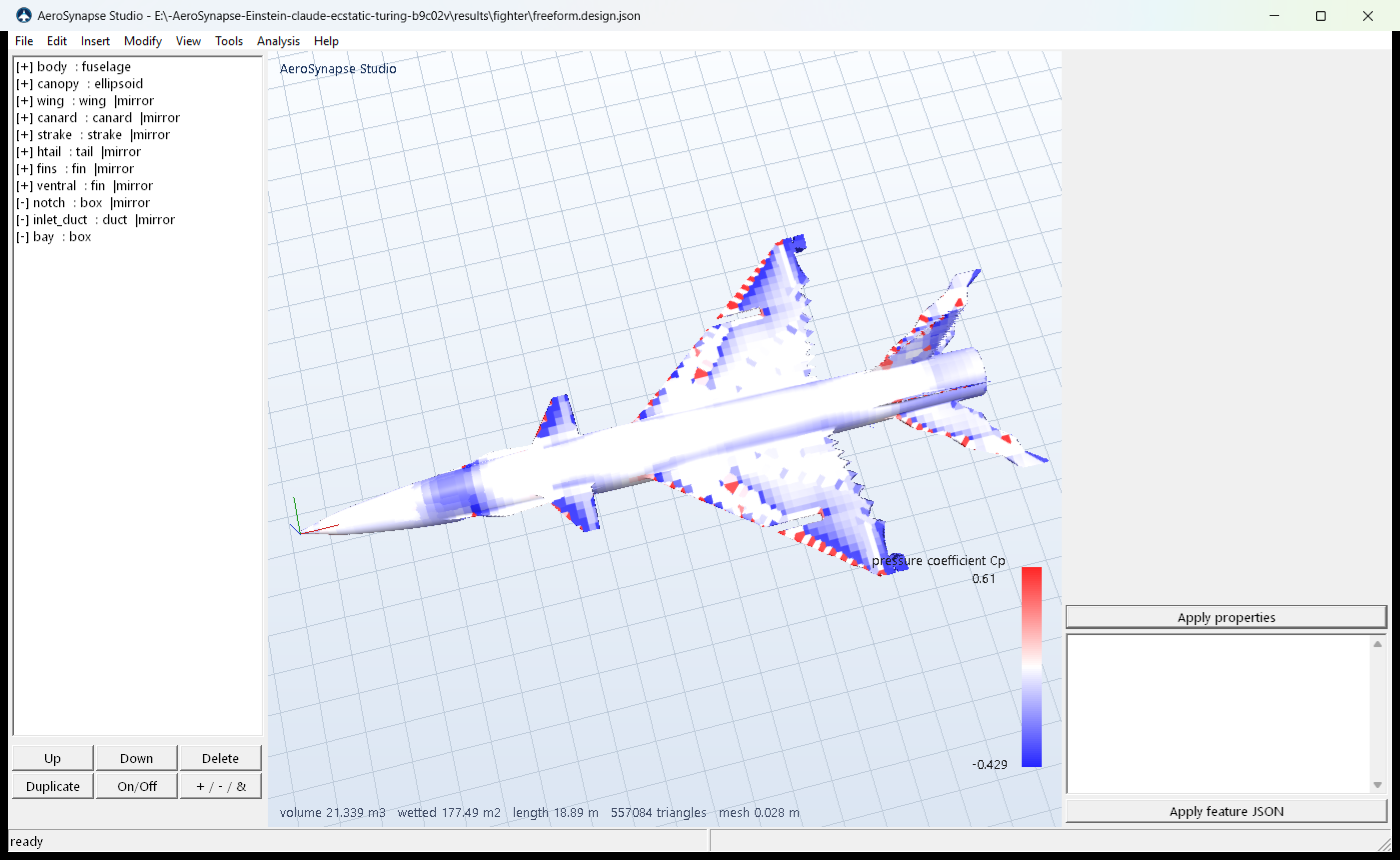 AeroSynapse Studio - E:\-AeroSynapse-Einstein-claude-ecstatic-turing-b9c02v\results\fighter\freeform.design.json
File Edit Insert Modify View Tools Analysis Help
[+] body : fuselage
[+] canopy : ellipsoid
[+] wing : wing |mirror
[+] canard : canard |mirror
[+] strake : strake |mirror
[+] htail : tail |mirror
[+] fins : fin |mirror
[+] ventral : fin |mirror
[-] notch : box |mirror
[-] inlet_duct : duct |mirror
[-] bay : box
Up Down Delete
Duplicate On/Off + / - / &
AeroSynapse Studio
pressure coefficient Cp
0.61
-0.429
volume 21.339 m3 wetted 177.49 m2 length 18.89 m 557084 triangles mesh 0.028 m
Apply properties
Apply feature JSON
ready